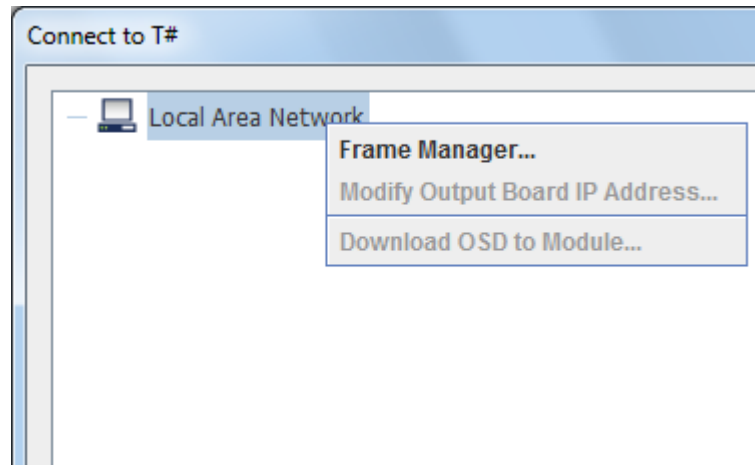 Connect to T#
Local Area Network
Frame Manager...
Modify Output Board IP Address...
Download OSD to Module...